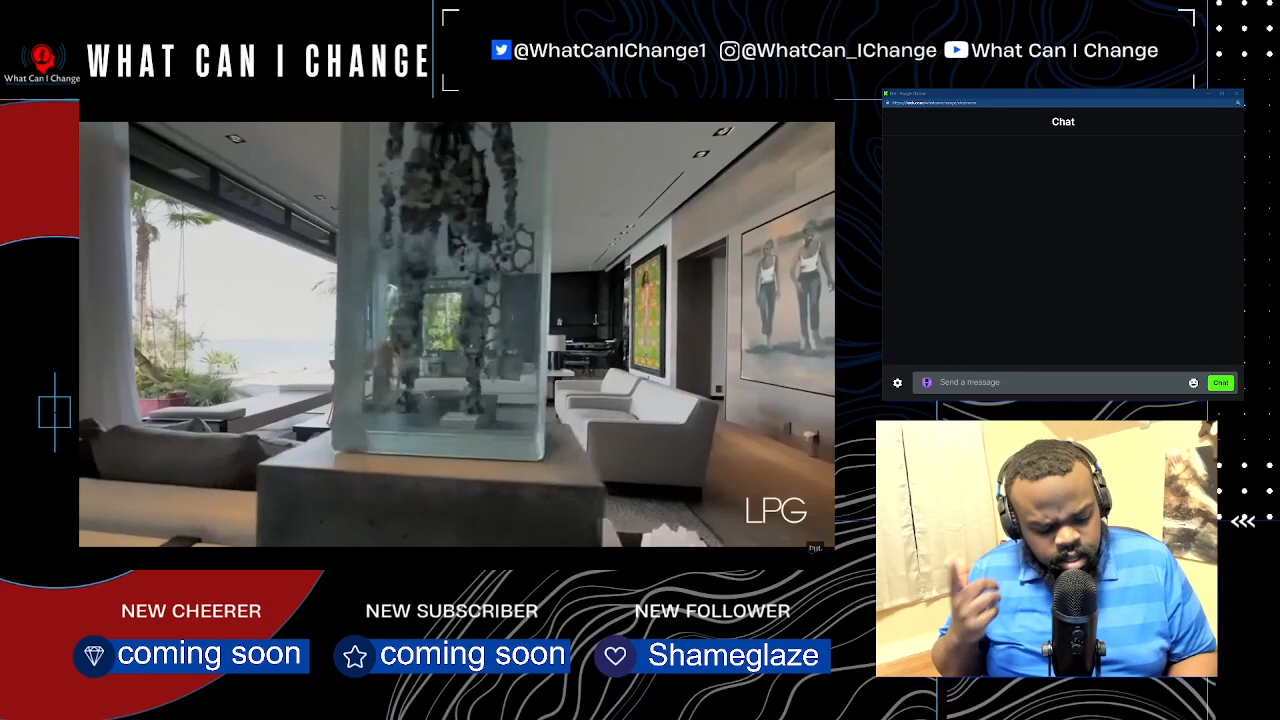 What Can I Change
WHAT CAN I CHANGE
@WhatCanIChange1
@WhatCan_IChange
What Can I Change
Chat
Send a message
Chat
LPG
NEW CHEERER
NEW SUBSCRIBER
NEW FOLLOWER
coming soon
coming soon
Shameglaze